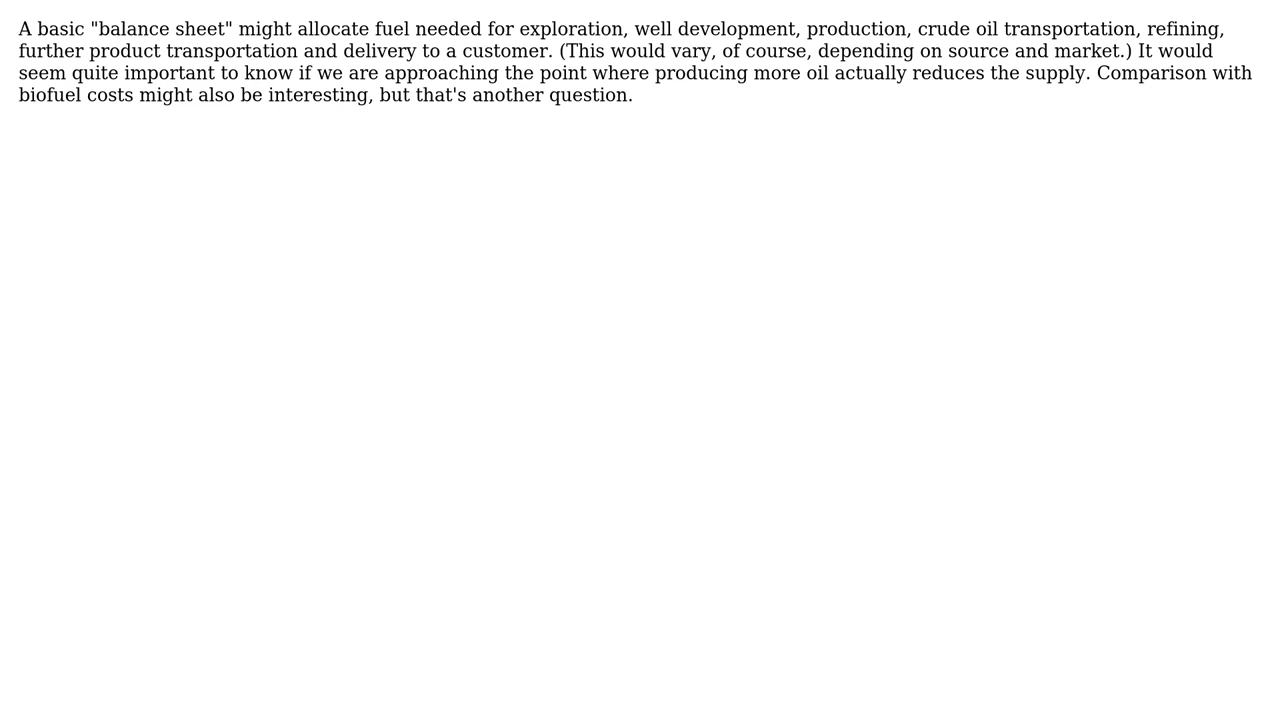 A basic "balance sheet" might allocate fuel needed for exploration, well development, production, crude oil transportation, refining,
further product transportation and delivery to a customer. (This would vary, of course, depending on source and market.) It would
seem quite important to know if we are approaching the point where producing more oil actually reduces the supply. Comparison with
biofuel costs might also be interesting, but that's another question.